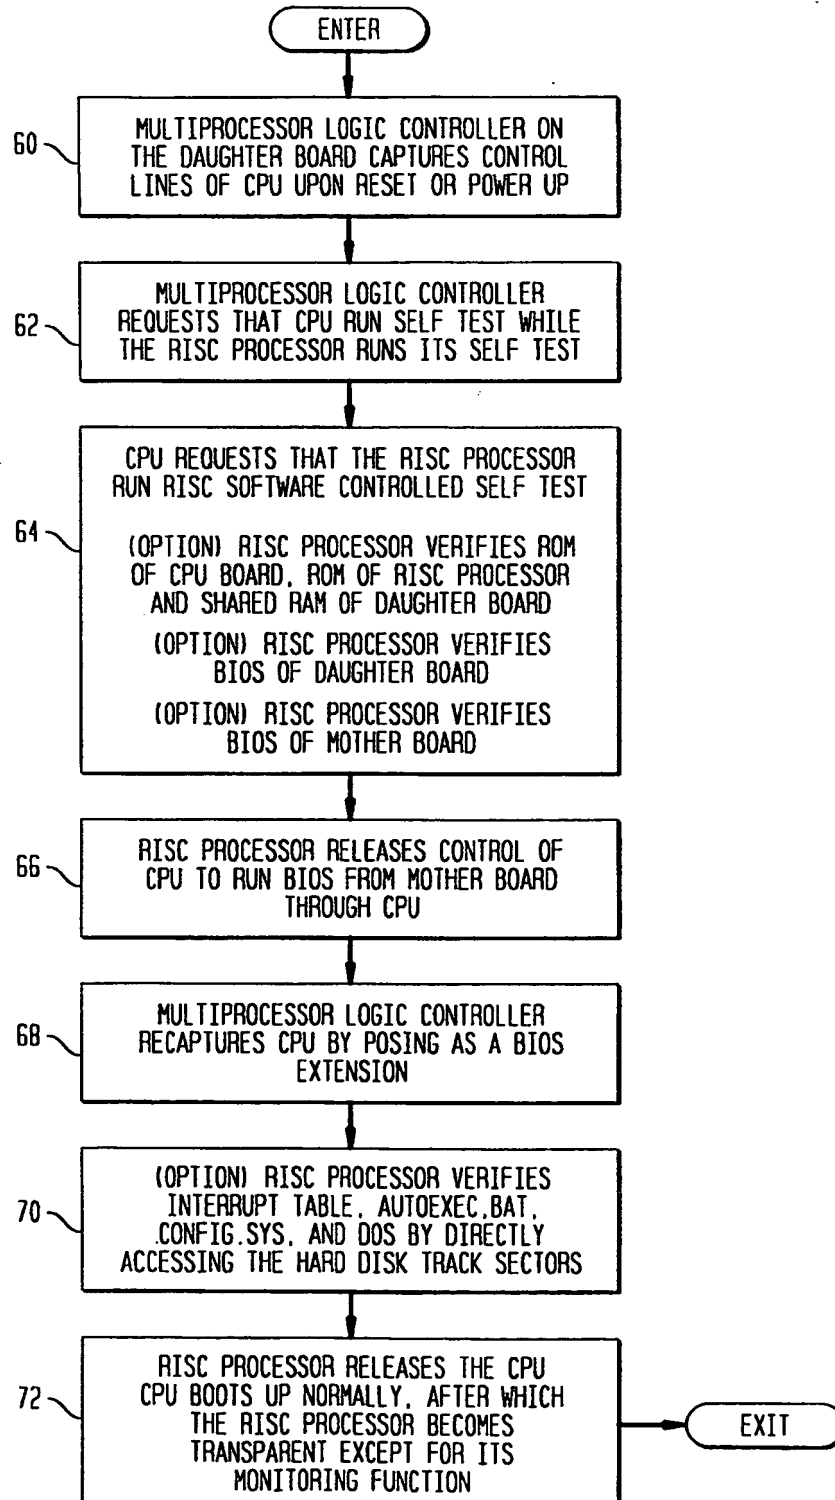 ENTER
60
MULTIPROCESSOR LOGIC CONTROLLER ON
THE DAUGHTER BOARD CAPTURES CONTROL
LINES OF CPU UPON RESET OR POWER UP
62
MULTIPROCESSOR LOGIC CONTROLLER
REQUESTS THAT CPU RUN SELF TEST WHILE
THE RISC PROCESSOR RUNS ITS SELF TEST
64
CPU REQUESTS THAT THE RISC PROCESSOR
RUN RISC SOFTWARE CONTROLLED SELF TEST
(OPTION) RISC PROCESSOR VERIFIES ROM
OF CPU BOARD, ROM OF RISC PROCESSOR
AND SHARED RAM OF DAUGHTER BOARD
(OPTION) RISC PROCESSOR VERIFIES
BIOS OF DAUGHTER BOARD
(OPTION) RISC PROCESSOR VERIFIES
BIOS OF MOTHER BOARD
66
RISC PROCESSOR RELEASES CONTROL OF
CPU TO RUN BIOS FROM MOTHER BOARD
THROUGH CPU
68
MULTIPROCESSOR LOGIC CONTROLLER
RECAPTURES CPU BY POSING AS A BIOS
EXTENSION
70
(OPTION) RISC PROCESSOR VERIFIES
INTERRUPT TABLE, AUTOEXEC.BAT,
.CONFIG.SYS, AND DOS BY DIRECTLY
ACCESSING THE HARD DISK TRACK SECTORS
72
RISC PROCESSOR RELEASES THE CPU
CPU BOOTS UP NORMALLY, AFTER WHICH
THE RISC PROCESSOR BECOMES
TRANSPARENT EXCEPT FOR ITS
MONITORING FUNCTION
EXIT